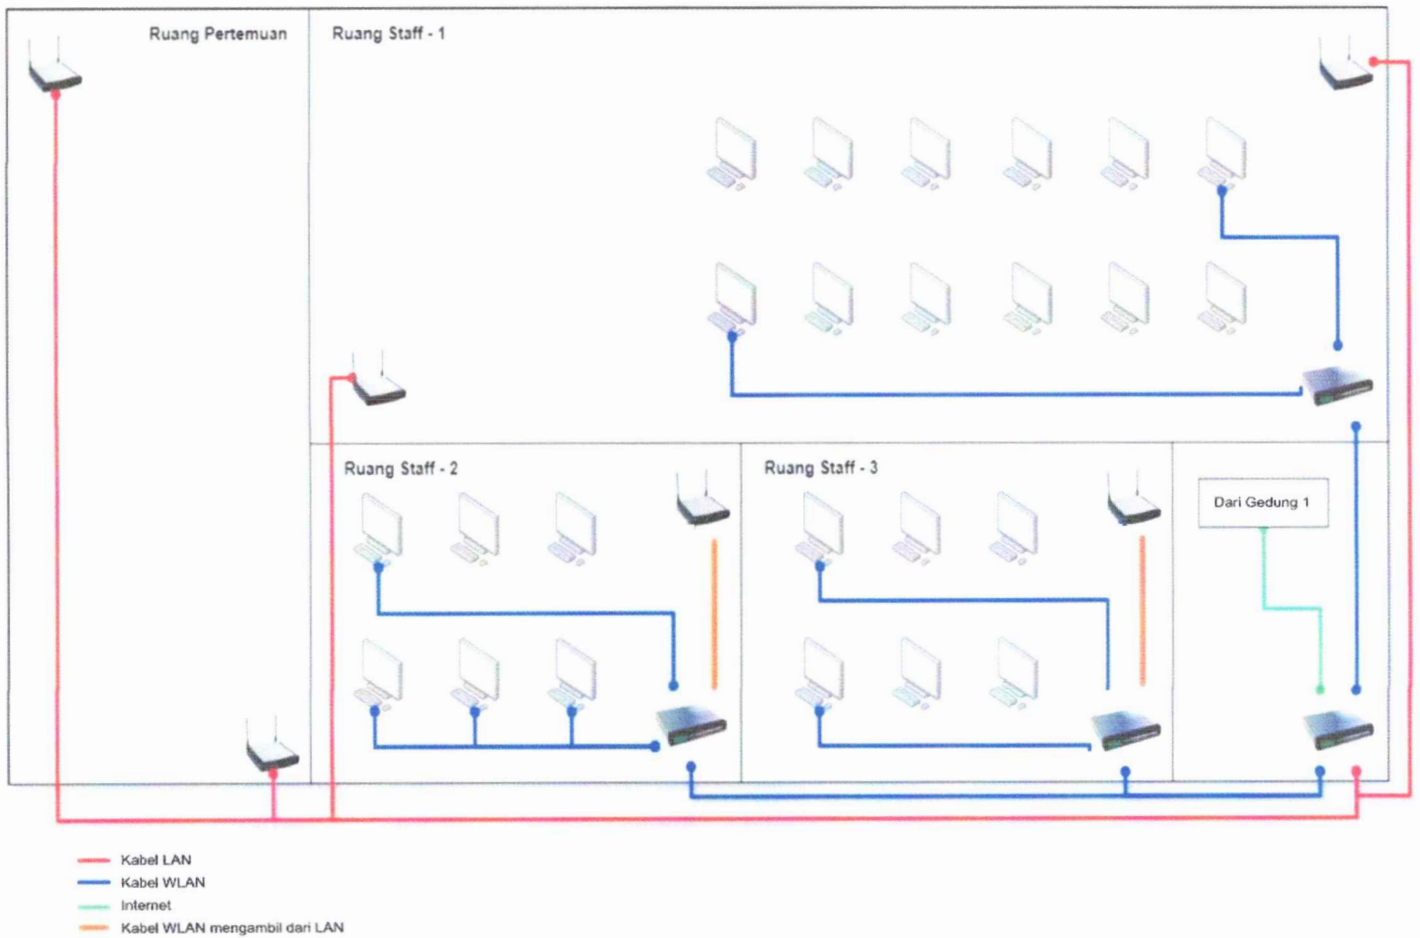 Ruang Pertemuan
Ruang Staff - 1
Ruang Staff - 2
Ruang Staff - 3
Dari Gedung 1
Kabel LAN
Kabel WLAN
Internet
Kabel WLAN mengambil dari LAN